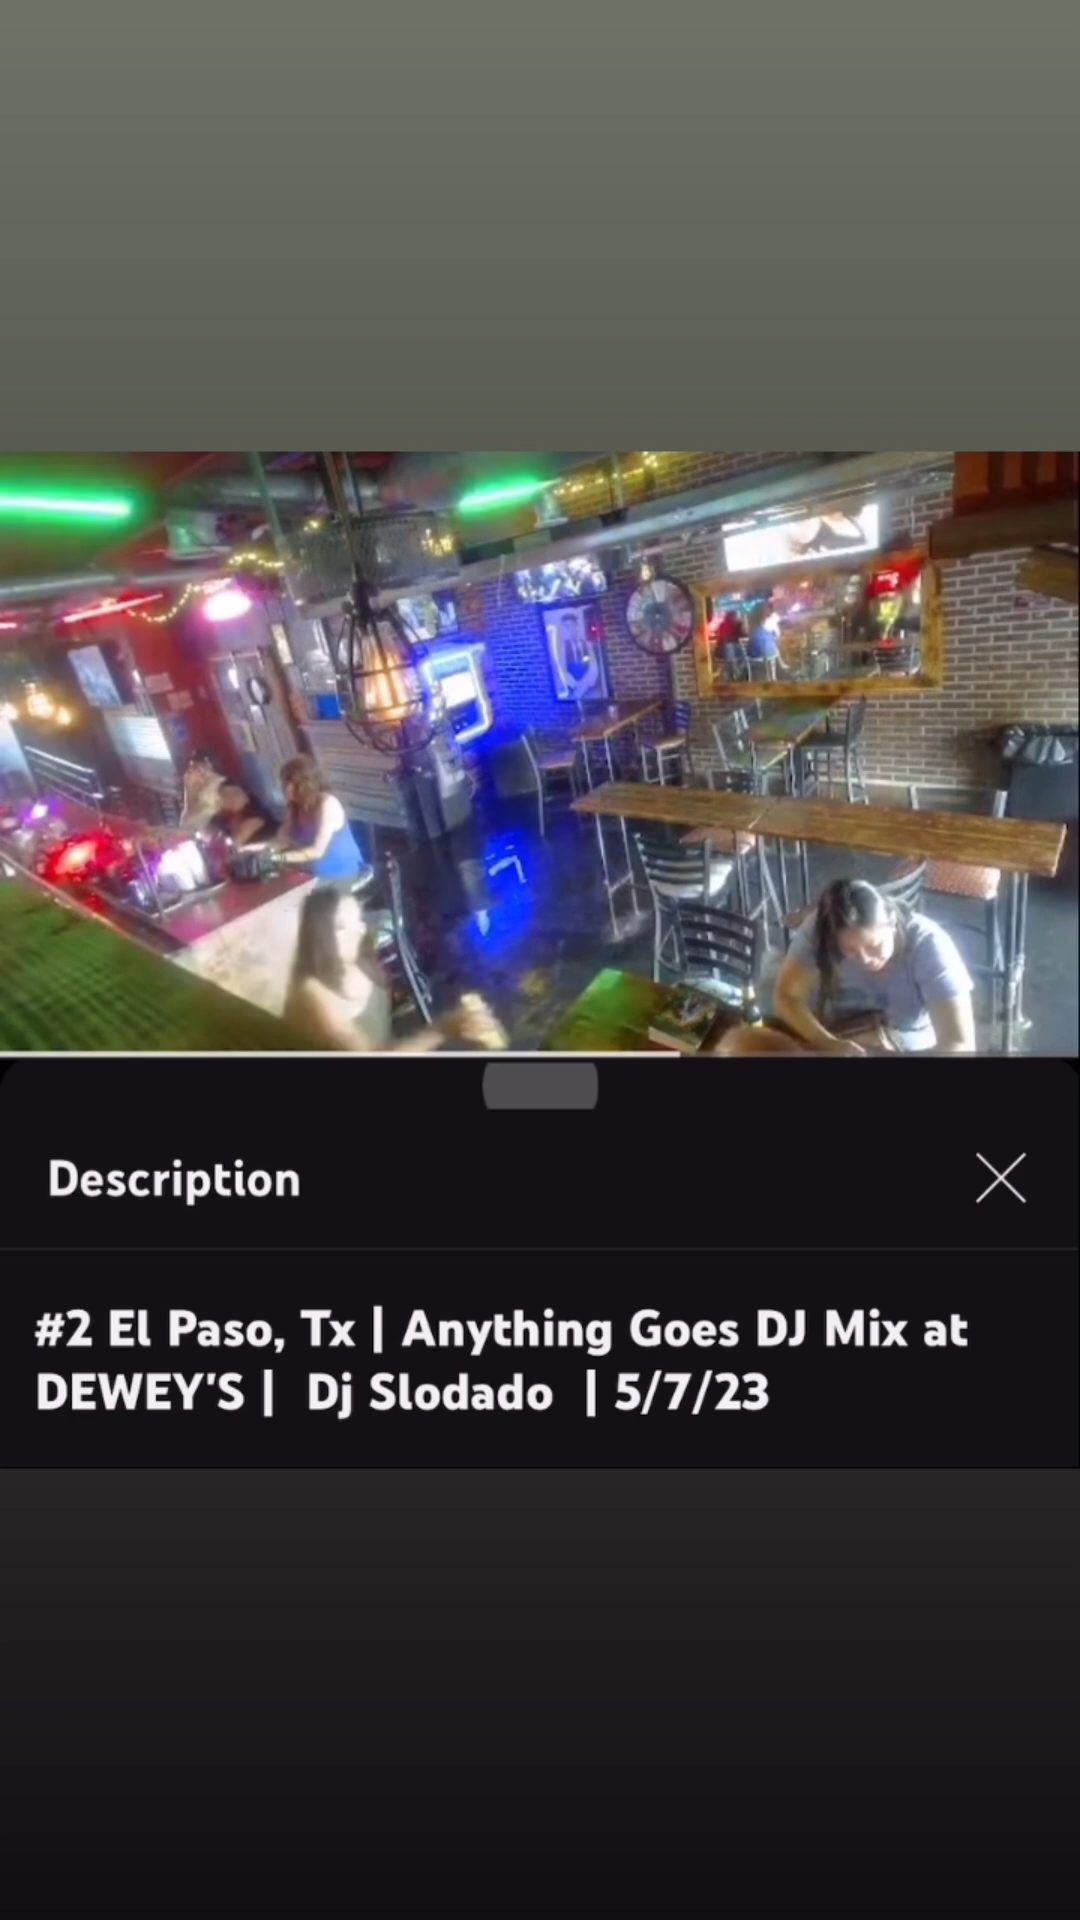 Description
#2 El Paso, Tx | Anything Goes DJ Mix at
DEWEY'S | Dj Slodado | 5/7/23